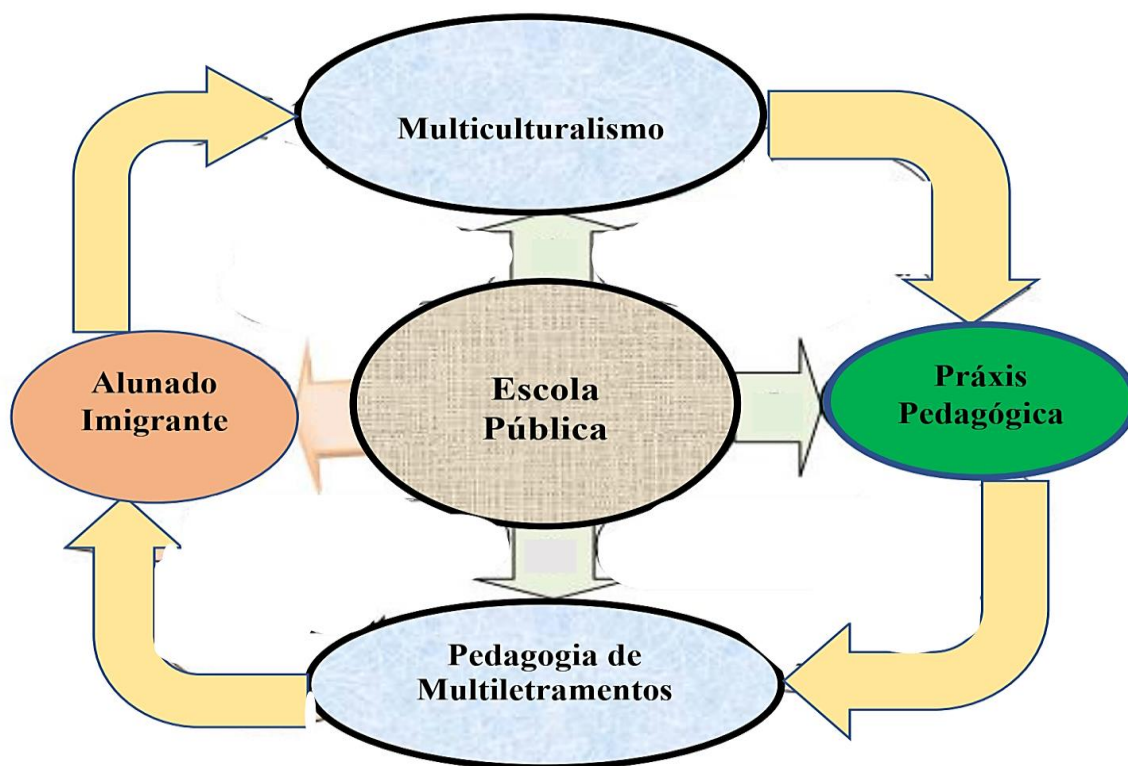 Multiculturalismo
Alunado
Imigrante
Escola
Pública
Práxis
Pedagógica
Pedagogia de
Multiletramentos